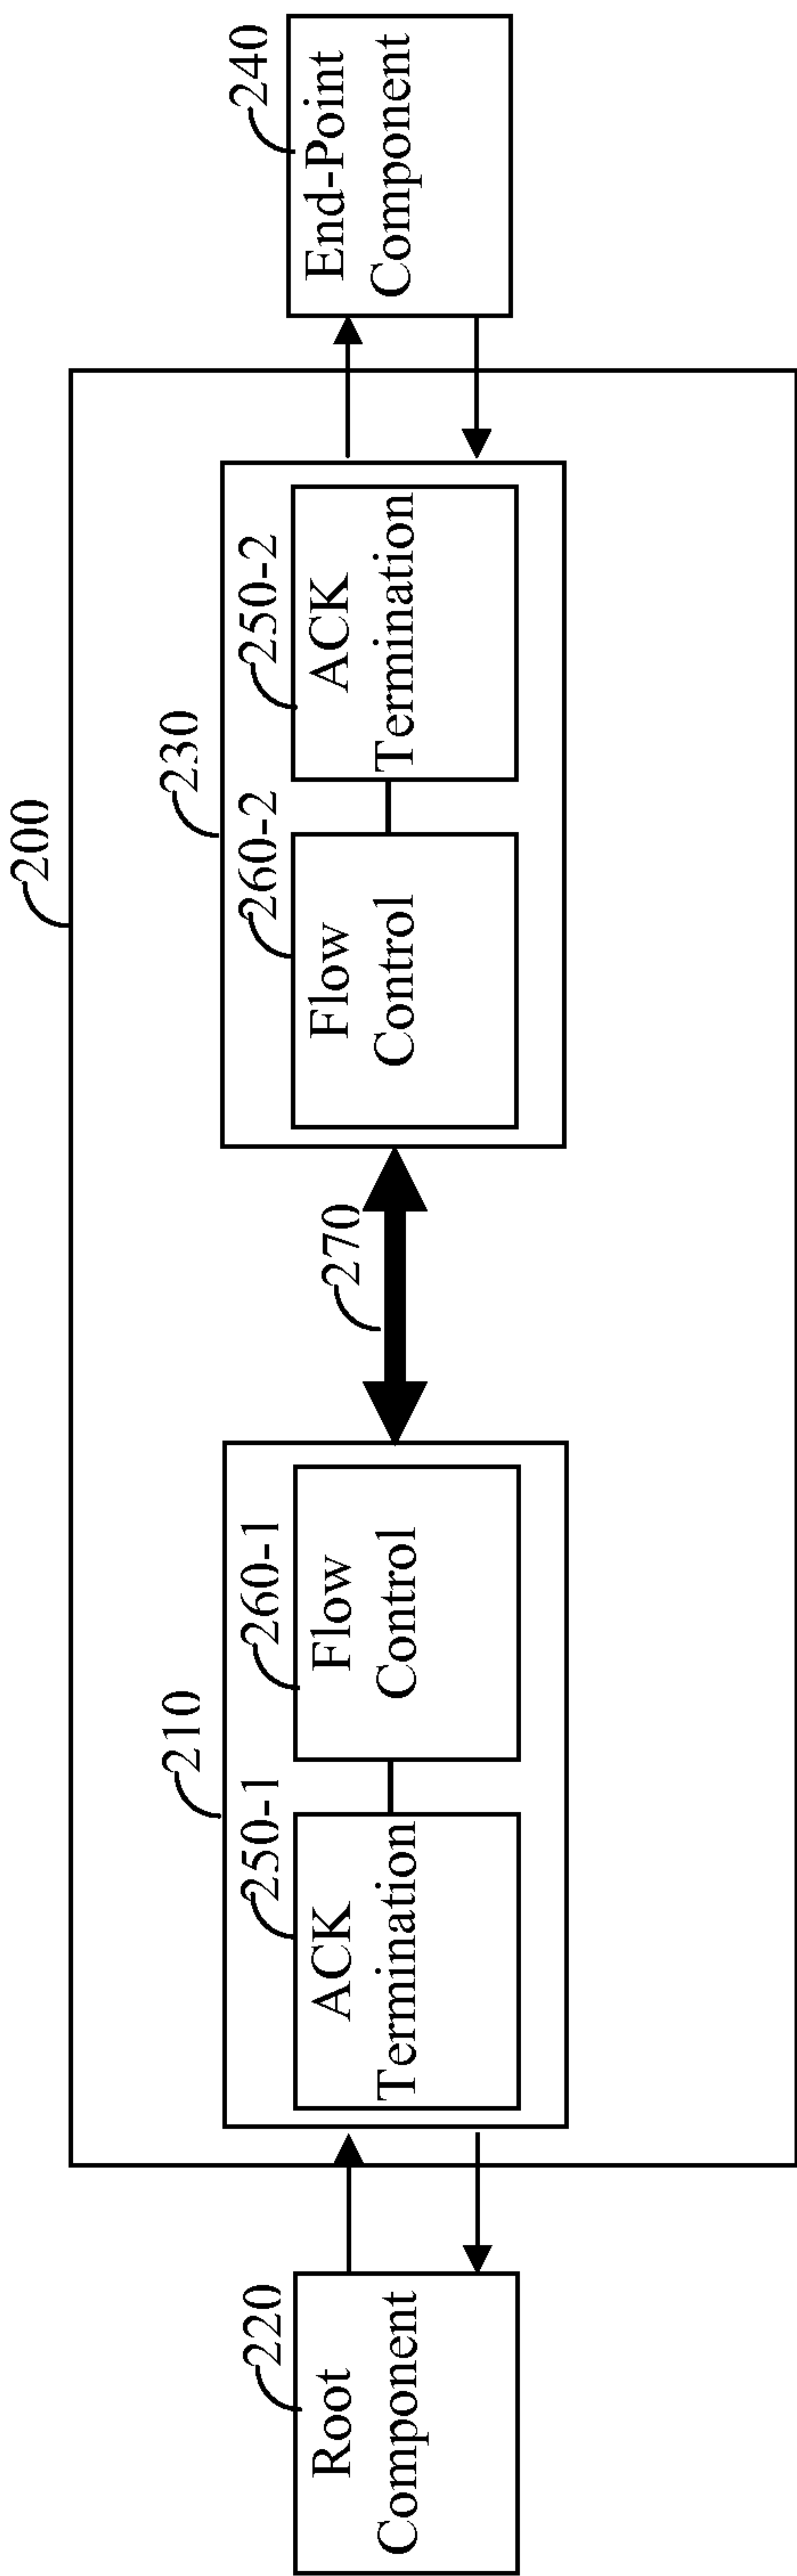 200
210
230
220
Root
Component
250-1
ACK
Termination
260-1
Flow
Control
270
260-2
Flow
Control
250-2
ACK
Termination
240
End-Point
Component